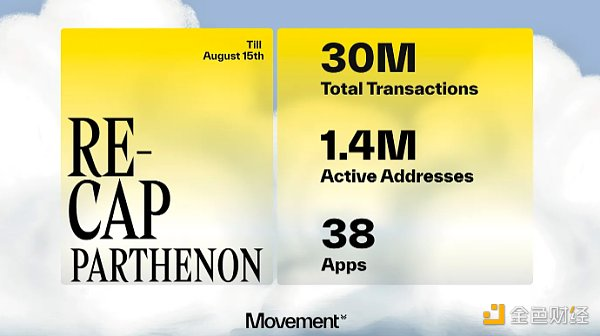 Till
August 15th
RE-
CAP
PARTHENON
30M
Total Transactions
1.4M
Active Addresses
38
Apps
Movement
金色财经